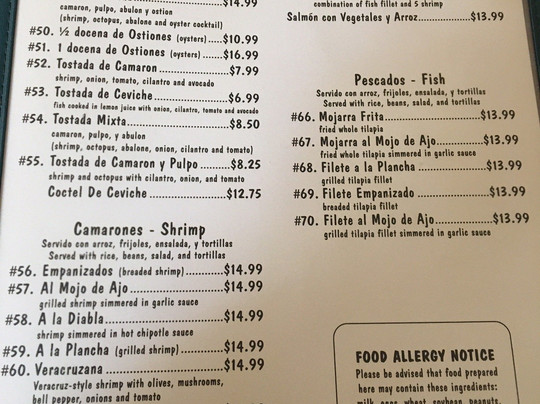 $14.99
camaron, pulpo, abulon y ostion
(shrimp, octopus, abalone and oyster cocktail)
#50. ½ docena de Ostiones (oysters) $10.99
#51. 1 docena de Ostiones (oysters) $16.99
#52. Tostada de Camaron $7.99
shrimp, onion, tomato, cilantro and avocado
#53. Tostada de Ceviche $6.99
fish cooked in lemon juice with onion, cilantro, tomato and avocado
#54. Tostada Mixta $8.50
camaron, pulpo, y abulon
(shrimp, octopus, abalone, onion, cilantro and tomato)
#55. Tostada de Camaron y Pulpo $8.25
shrimp and octopus with cilantro, onion, and tomato
Coctel De Ceviche $12.75
Camarones - Shrimp
Servido con arroz, frijoles, ensalada, y tortillas
Served with rice, beans, salad, and tortillas
#56. Empanizados (breaded shrimp) $14.99
#57. Al Mojo de Ajo $14.99
grilled shrimp simmered in garlic sauce
#58. A la Diabla $14.99
shrimp simmered in hot chipotle sauce
#59. A la Plancha (grilled shrimp) $14.99
#60. Veracruzana $14.99
Veracruz-style shrimp with olives, mushrooms,
bell pepper, onions and tomato
combination of fish fillet and 5 shrimp
Salmón con Vegetales y Arroz $13.99
Pescados - Fish
Servido con arroz, frijoles, ensalada, y tortillas
Served with rice, beans, salad, and tortillas
#66. Mojarra Frita $13.99
fried whole tilapia
#67. Mojarra al Mojo de Ajo $13.99
fried whole tilapia simmered in garlic sauce
#68. Filete a la Plancha $13.99
grilled tilapia fillet
#69. Filete Empanizado $13.99
breaded tilapia fillet
#70. Filete al Mojo de Ajo $13.99
grilled tilapia fillet simmered in garlic sauce
FOOD ALLERGY NOTICE
Please be advised that food prepared
here may contain these ingredients:
milk, eggs, wheat, soybean, peanuts,